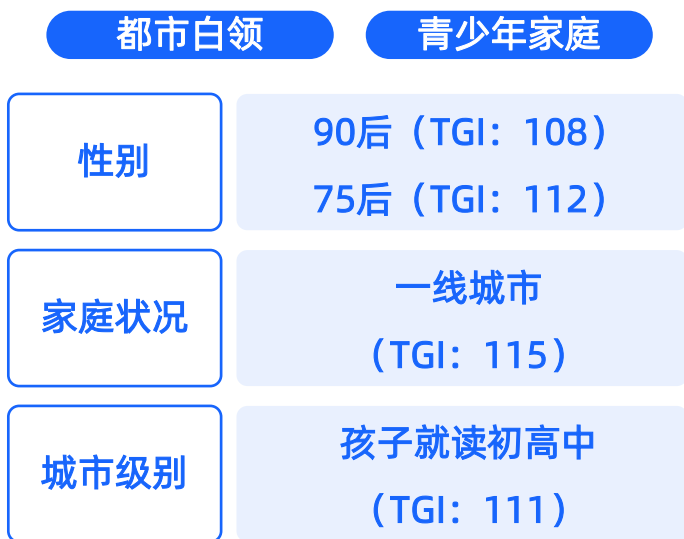 都市白领 青少年家庭
性别
90后（TGI：108）
75后（TGI：112）
家庭状况
一线城市
（TGI：115）
城市级别
孩子就读初高中
（TGI：111）